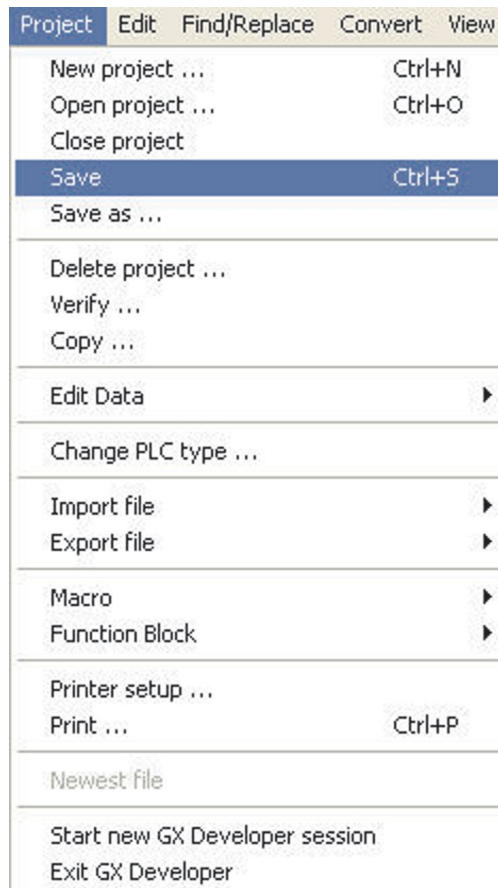 Project Edit Find/Replace Convert View
New project ... Ctrl+N
Open project ... Ctrl+O
Close project
Save Ctrl+S
Save as ...
Delete project ...
Verify ...
Copy ...
Edit Data
Change PLC type ...
Import file
Export file
Macro
Function Block
Printer setup ...
Print ... Ctrl+P
Newest file
Start new GX Developer session
Exit GX Developer